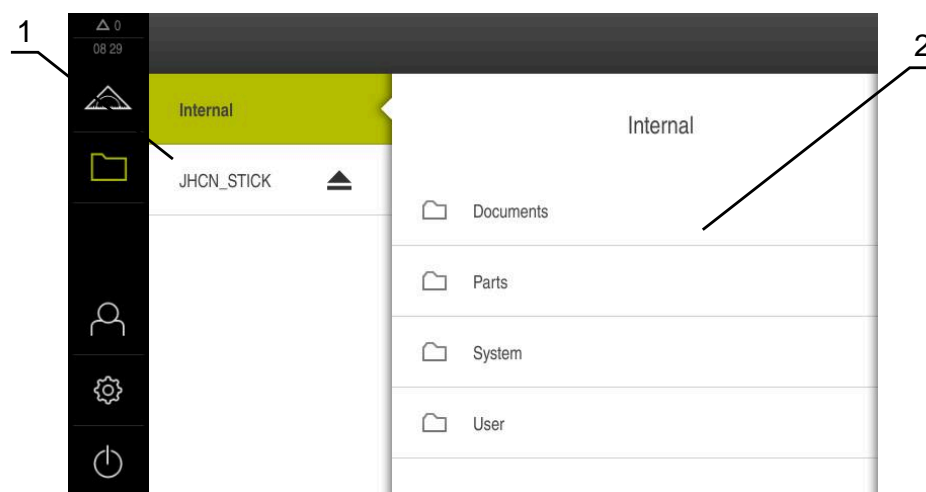 1
2
0
08 29
Internal
Internal
JHCN_STICK
Documents
Parts
System
User